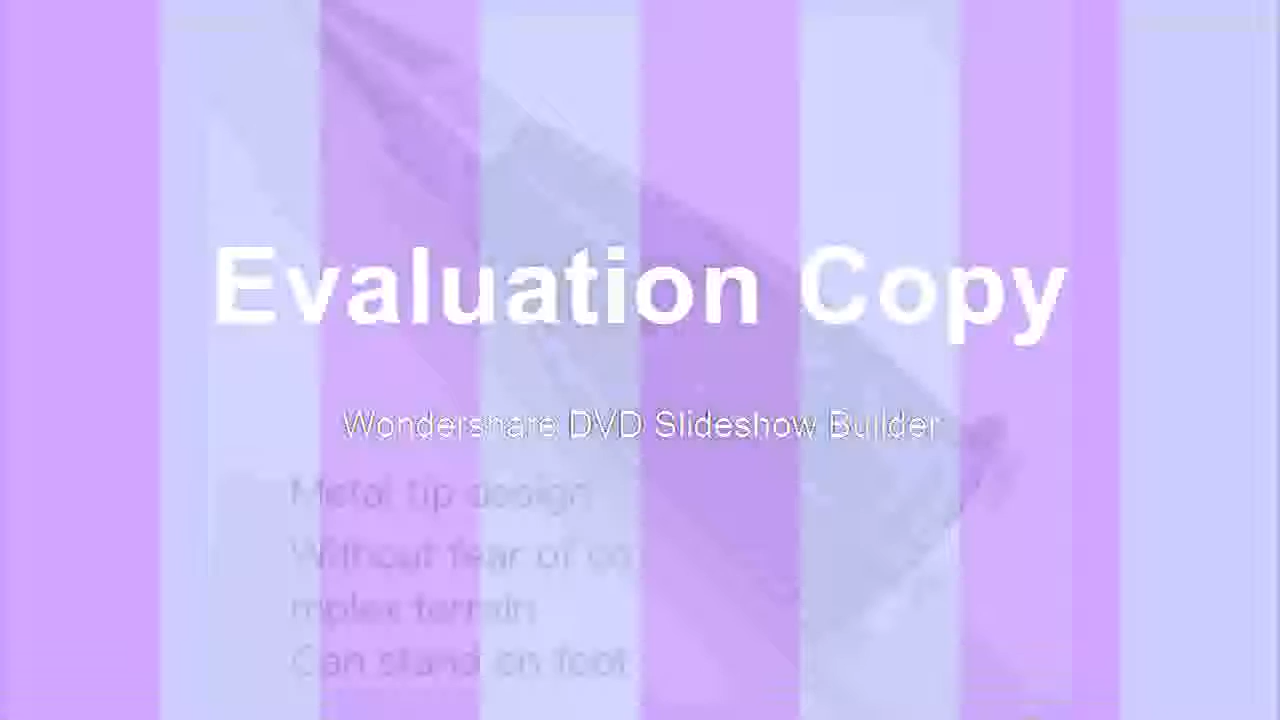 Evaluation Copy
Wondershare DVD Slideshow Builder
Metal tip design
Without fear of co
mplex terrain
Can stand on foot